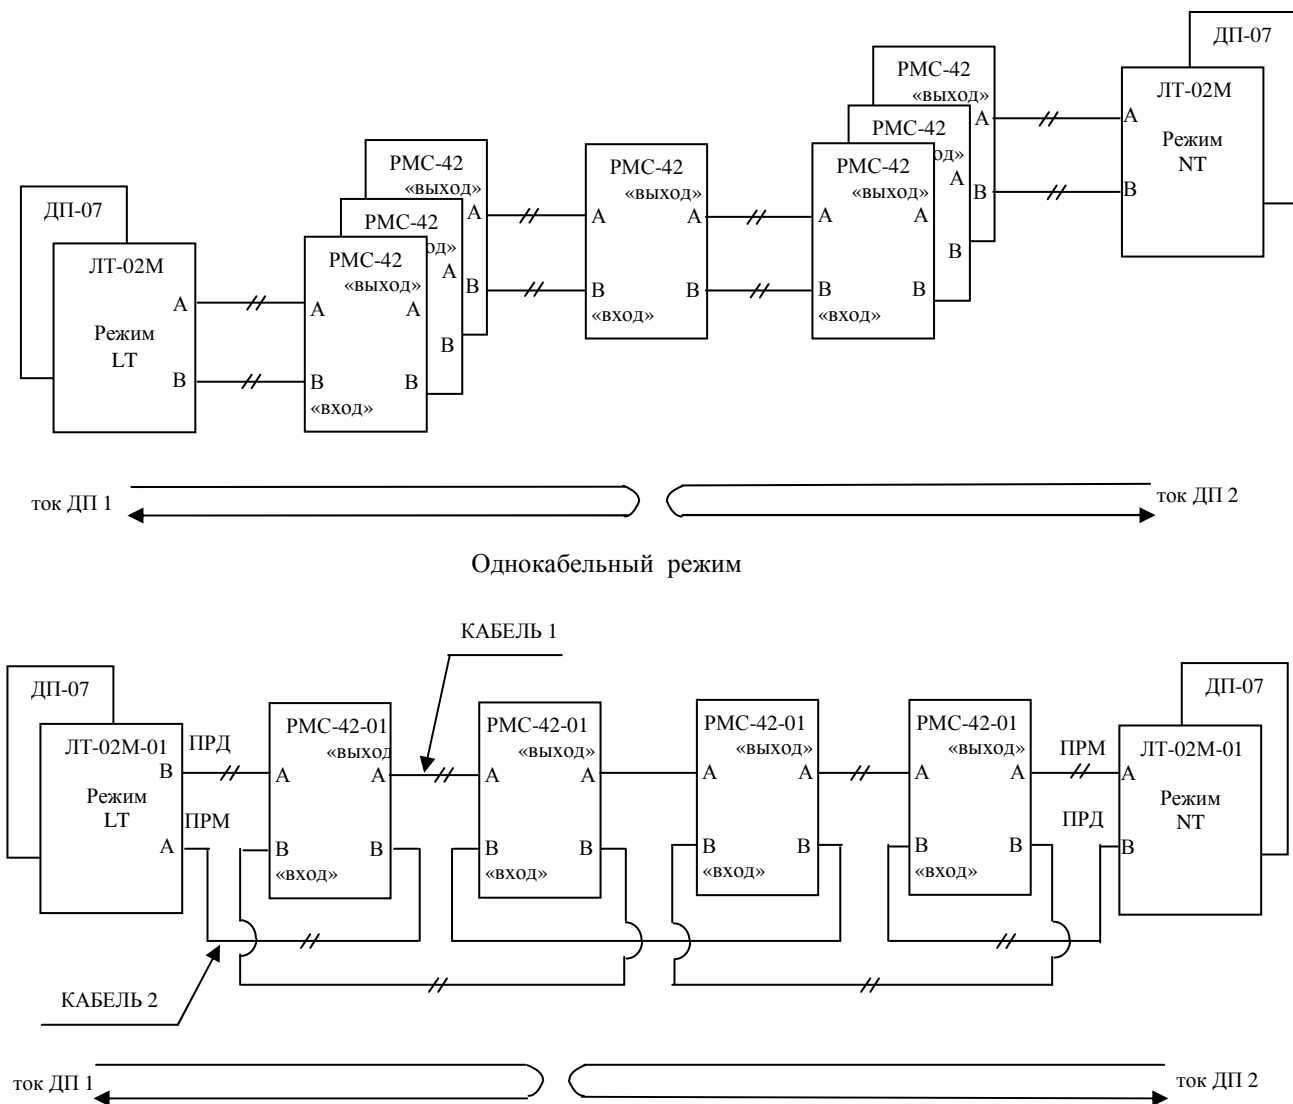 ДП-07
РМС-42
«выход»
A
B
ЛТ-02М
A
Режим
NT
B
РМС-42
од»
A
B
РМС-42
«выход»
A
A
B
B
«вход»
РМС-42
«выход»
A
A
B
B
«вход»
РМС-42
«выход»
A
B
РМС-42
од»
A
B
РМС-42
«выход»
A
A
B
B
«вход»
ДП-07
ЛТ-02М
A
Режим
LT
B
ток ДП 1
ток ДП 2
Однокабельный режим
КАБЕЛЬ 1
ДП-07
ЛТ-02М-01
B
Режим
LT
A
ПРД
ПРМ
РМС-42-01
«выход
A
A
B
B
«вход»
РМС-42-01
«выход»
A
A
B
B
«вход»
РМС-42-01
«выход»
A
A
B
B
«вход»
РМС-42-01
«выход»
A
A
B
B
«вход»
ПРМ
ПРД
ДП-07
ЛТ-02М-01
A
Режим
NT
B
КАБЕЛЬ 2
ток ДП 1
ток ДП 2